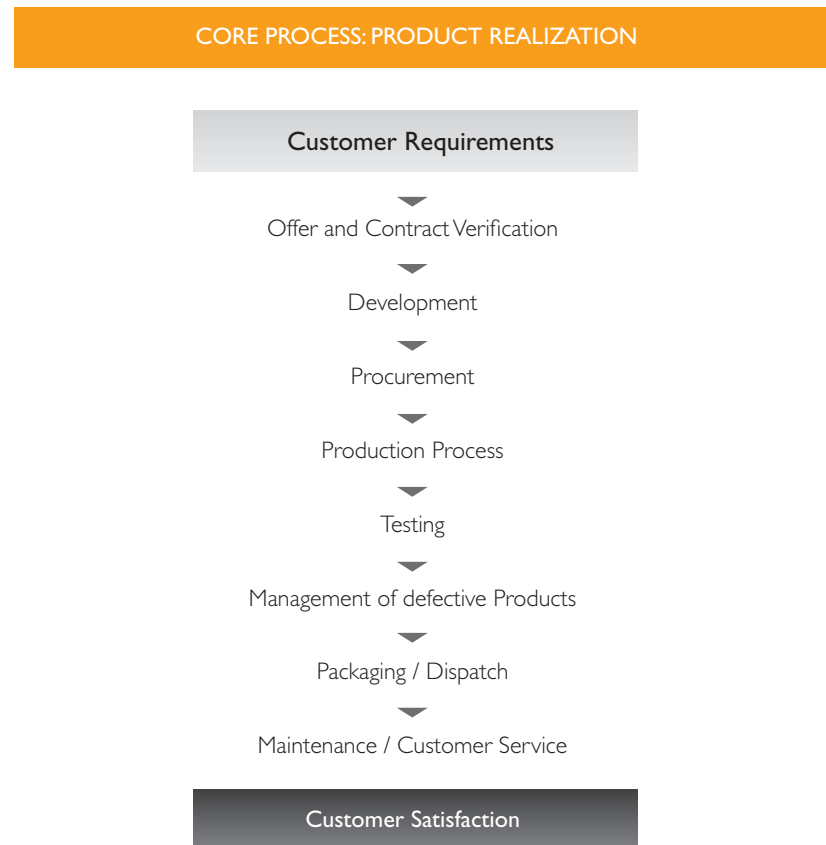 CORE PROCESS: PRODUCT REALIZATION
Customer Requirements
Offer and Contract Verification
Development
Procurement
Production Process
Testing
Management of defective Products
Packaging / Dispatch
Maintenance / Customer Service
Customer Satisfaction